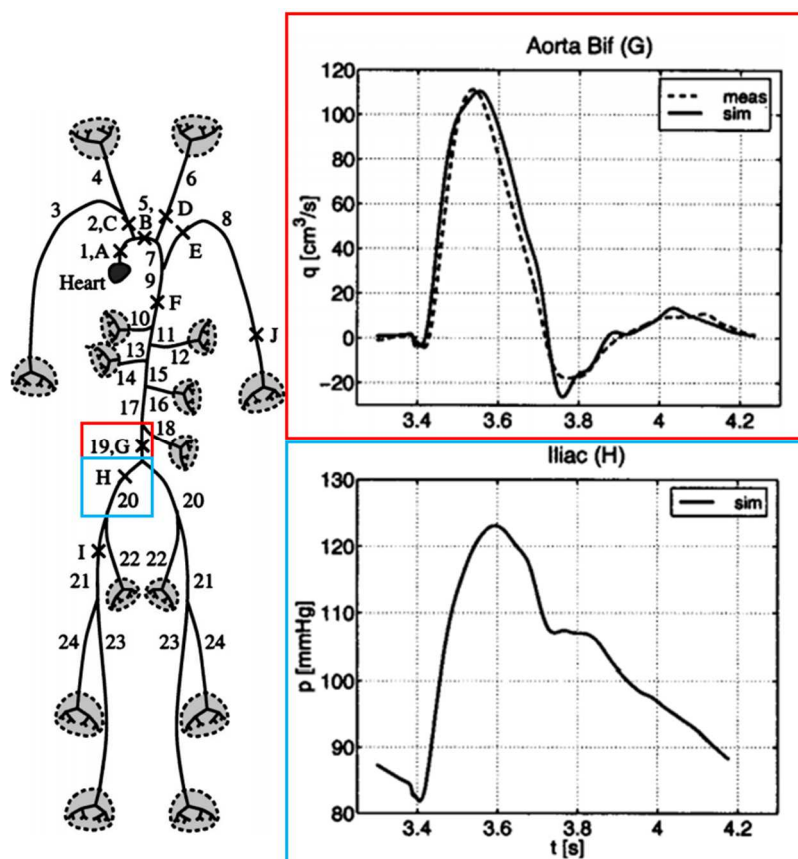 4
6
3
5,
D
2,C
B
8
1,A
7
E
Heart
9
F
10
11
J
13
12
14
15
17
16
18
19,G
H
20
20
I
22
22
21
21
24
23
23
24
Aorta Bif (G)
120
100
80
60
40
20
0
−20
q [cm³/s]
meas
sim
3.4
3.6
3.8
4
4.2
Iliac (H)
130
120
110
100
90
80
p [mmHg]
sim
3.4
3.6
3.8
4
4.2
t [s]